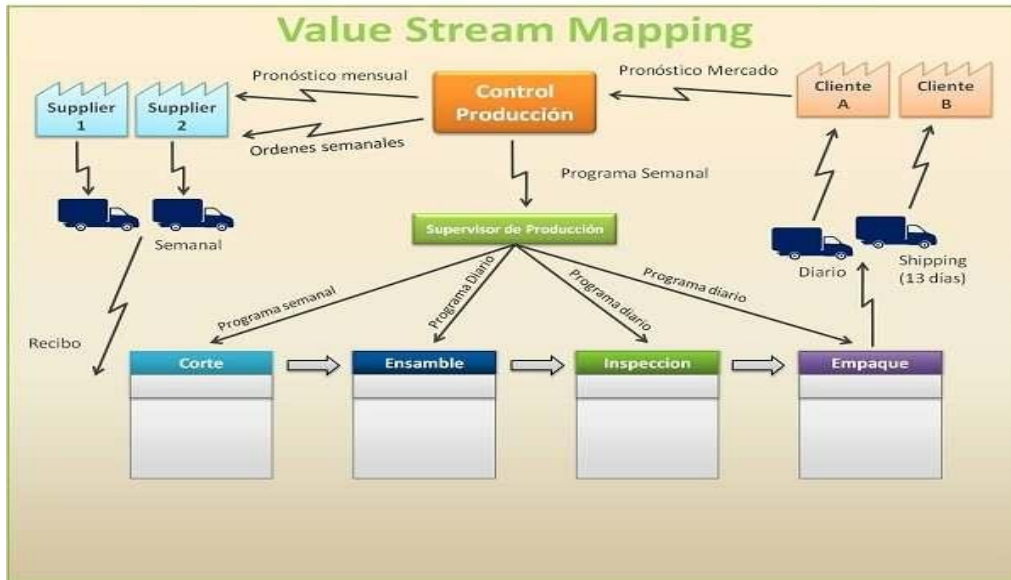 Value Stream Mapping
Pronóstico mensual
Control
Producción
Pronóstico Mercado
Cliente
A
Cliente
B
Supplier
1
Supplier
2
Ordenes semanales
Programa Semanal
Supervisor de Producción
Semanal
Diario
Shipping
(13 días)
Programa semanal
Programa Diario
Programa diario
Programa diario
Recibo
Corte
Ensamble
Inspeccion
Empaque